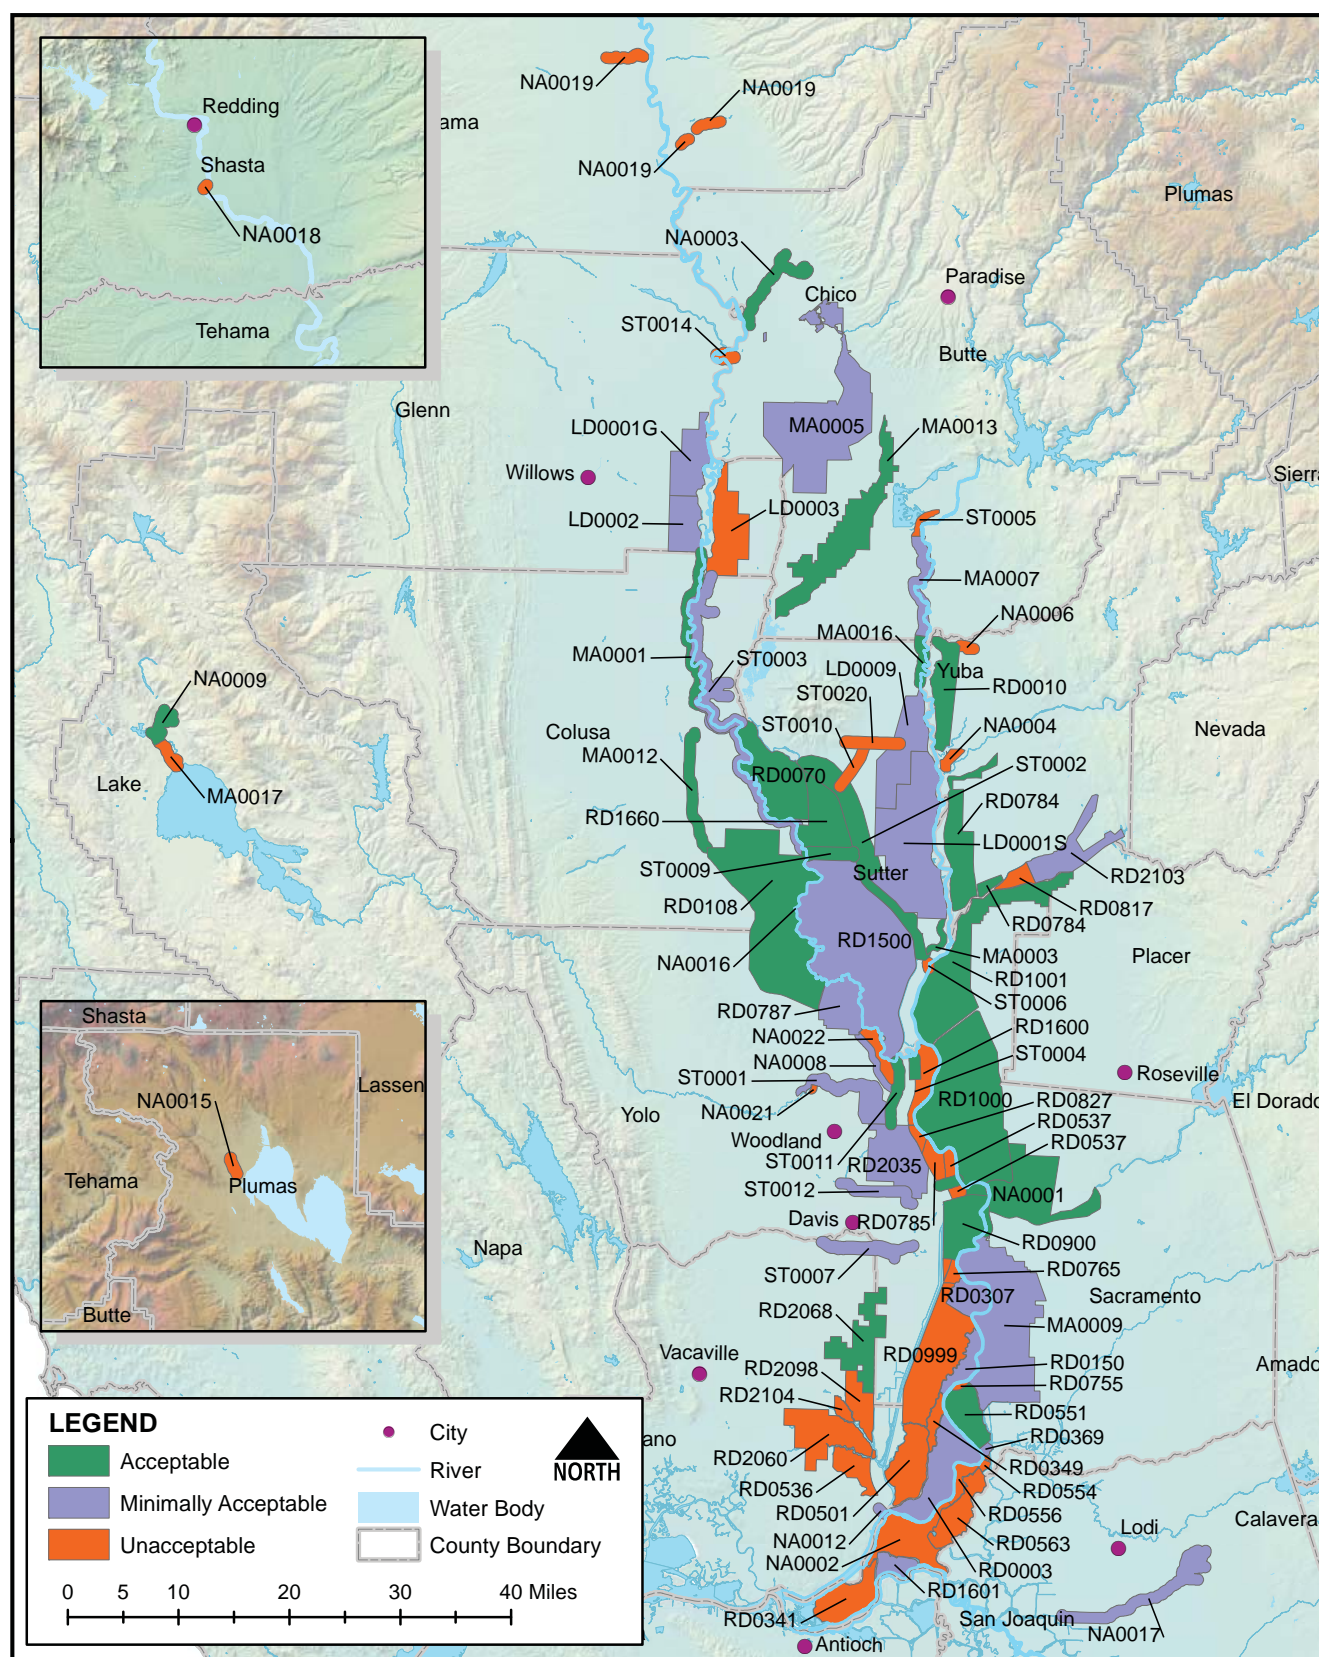 Redding
Shasta
NA0018
Tehama
NA0019
NA0019
ama
NA0019
Plumas
NA0003
Paradise
Chico
ST0014
Butte
Glenn
LD0001G
MA0005
MA0013
Willows
Sierra
LD0003
LD0002
ST0005
MA0007
NA0006
MA0016
MA0001
ST0003
LD0009
Yuba
NA0009
ST0020
RD0010
ST0010
NA0004
Nevada
Colusa
MA0012
ST0002
Lake
RD0070
MA0017
RD0784
RD1660
LD0001S
ST0009
Sutter
RD2103
RD0108
RD0817
RD0784
RD1500
MA0003
Placer
NA0016
RD1001
ST0006
RD0787
Shasta
RD1600
NA0022
ST0004
Lassen
NA0008
ST0001
Roseville
NA0015
RD1000
RD0827
El Dorado
NA0021
Yolo
RD0537
Woodland
RD0537
ST0011
RD2035
Tehama
Plumas
ST0012
NA0001
Davis
RD0785
RD0900
Napa
ST0007
RD0765
RD0307
Sacramento
Butte
RD2068
MA0009
Vacaville
RD0999
RD0150
Amado
RD2098
RD0755
RD2104
RD0551
LEGEND
City
ano
RD0369
Acceptable
RD2060
RD0349
River
NORTH
RD0554
RD0536
Minimally Acceptable
Water Body
RD0501
RD0556
Lodi
Calavera
Unacceptable
County Boundary
NA0012
RD0563
NA0002
RD0003
0 5 10 20 30 40 Miles
RD1601
RD0341
San Joaquin
NA0017
Antioch